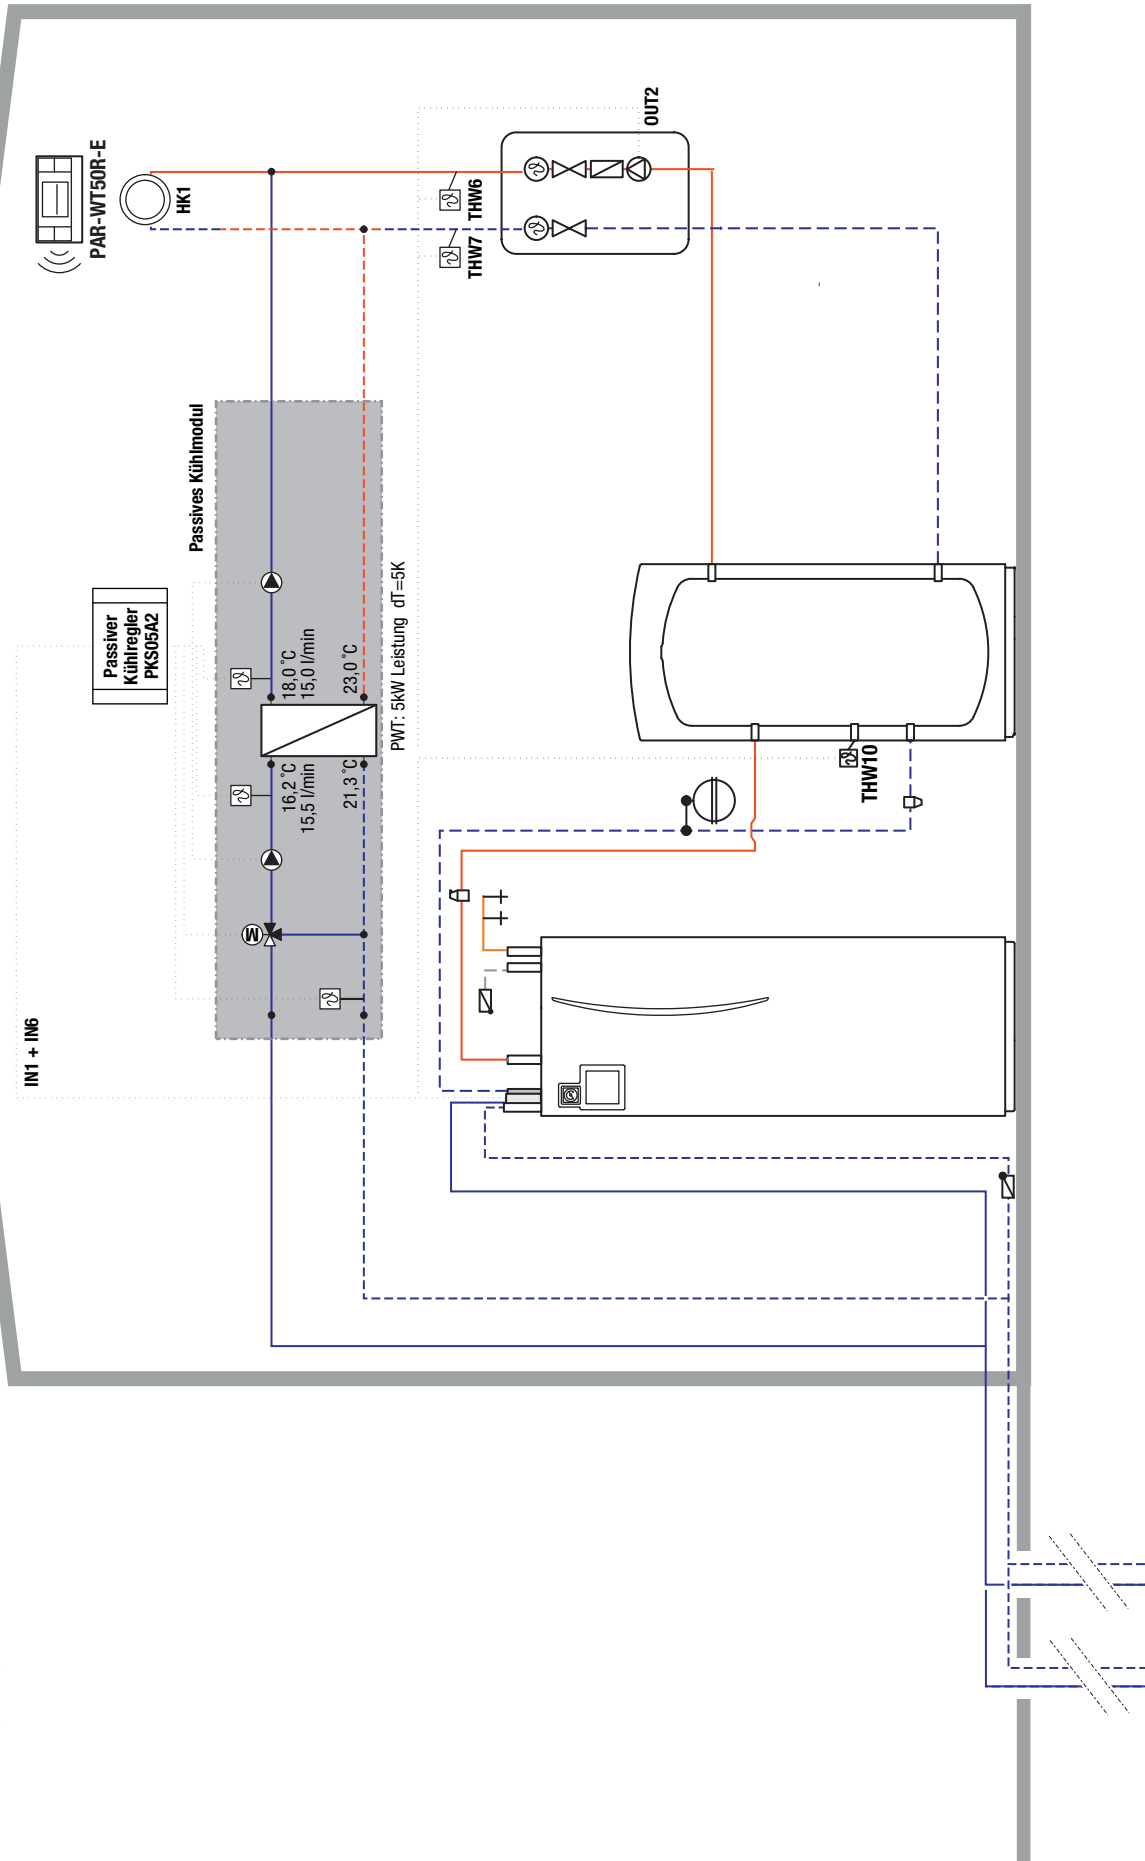 IN1 + IN6
Passiver
Kühlregler
PKS05A2
PAR-WT50R-E
HK1
Passives Kühlmodul
M
16,2 °C
15,5 l/min
21,3 °C
18,0 °C
15,0 l/min
23,0 °C
PWT: 5kW Leistung dT=5K
THW7
THW6
OUT2
THW10